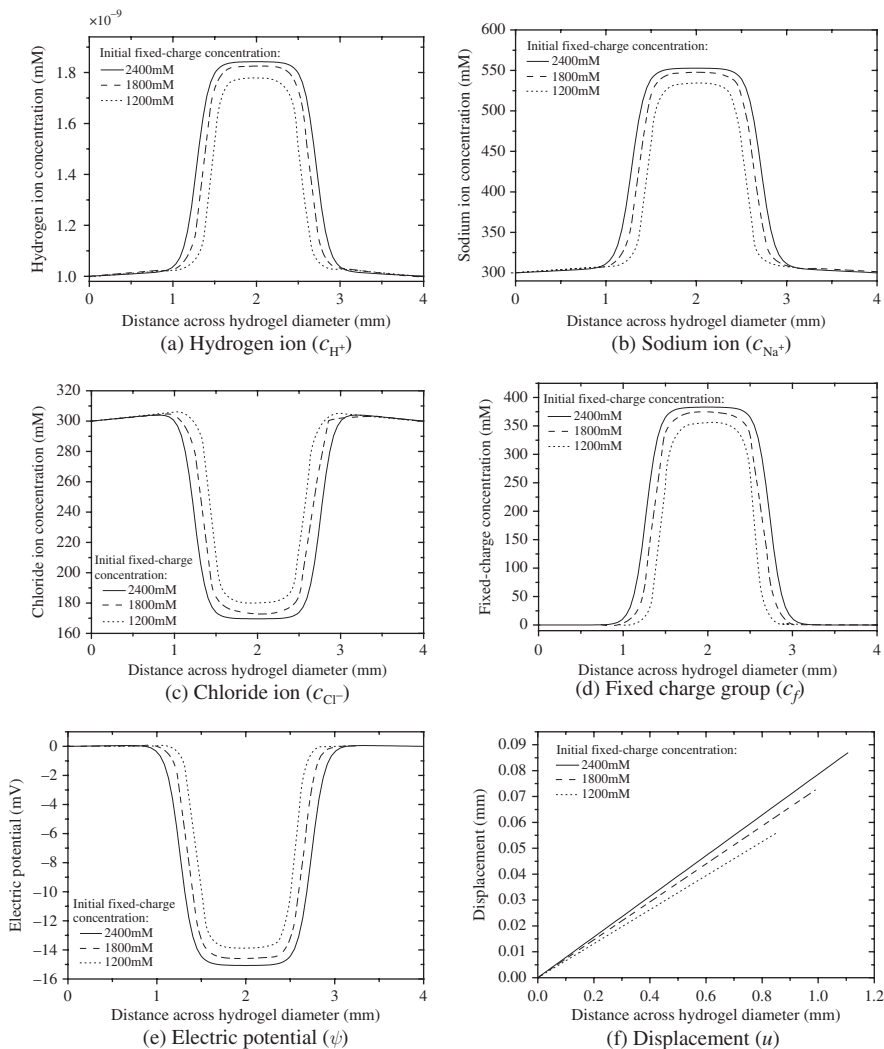 ×10⁻⁹
Initial fixed-charge concentration:
2400mM
1800mM
1200mM
Hydrogen ion concentration (mM)
1.8
1.6
1.4
1.2
1.0
0 1 2 3 4
Distance across hydrogel diameter (mm)
(a) Hydrogen ion (c_H⁺)
600
Initial fixed-charge concentration:
2400mM
1800mM
1200mM
Sodium ion concentration (mM)
550
500
450
400
350
300
0 1 2 3 4
Distance across hydrogel diameter (mm)
(b) Sodium ion (c_Na⁺)
320
300
280
260
240
220
200
180
160
Chloride ion concentration (mM)
Initial fixed-charge
concentration:
2400mM
1800mM
1200mM
0 1 2 3 4
Distance across hydrogel diameter (mm)
(c) Chloride ion (c_Cl⁻)
Initial fixed-charge concentration:
2400mM
1800mM
1200mM
Fixed-charge concentration (mM)
400
350
300
250
200
150
100
50
0
0 1 2 3 4
Distance across hydrogel diameter (mm)
(d) Fixed charge group (c_f)
0
−2
−4
−6
−8
−10
−12
−14
−16
Electric potential (mV)
Initial fixed-charge
concentration:
2400mM
1800mM
1200mM
0 1 2 3 4
Distance across hydrogel diameter (mm)
(e) Electric potential (ψ)
0.09
0.08
0.07
0.06
0.05
0.04
0.03
0.02
0.01
0.00
Displacement (mm)
Initial fixed-charge concentration:
2400mM
1800mM
1200mM
0.0 0.2 0.4 0.6 0.8 1.0 1.2
Distance across hydrogel diameter (mm)
(f) Displacement (u)